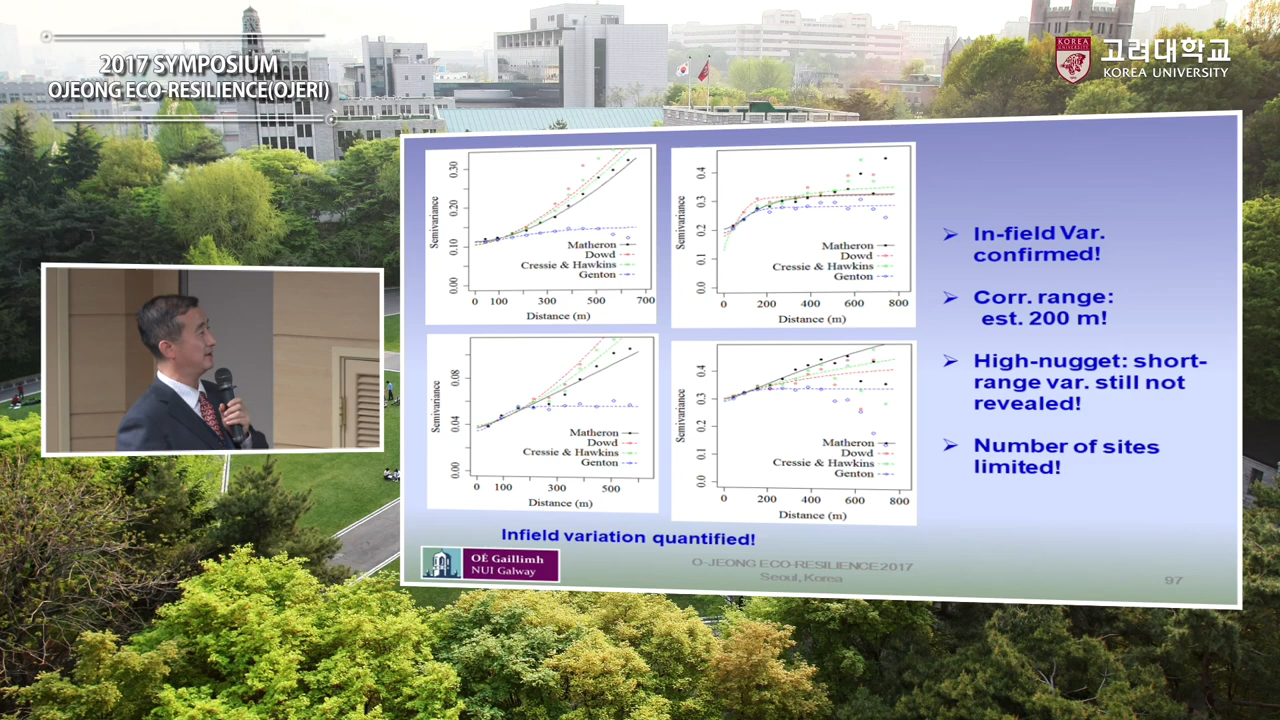 2017 SYMPOSIUM
OJEONG ECO-RESILIENCE(OJERI)
KOREA
UNIVERSITY
고려대학교
KOREA UNIVERSITY
Semivariance
0.00 0.10 0.20 0.30
Matheron
Dowd
Cressie & Hawkins
Genton
0 100 300 500 700
Distance (m)
Semivariance
0.0 0.1 0.2 0.3 0.4
Matheron
Dowd
Cressie & Hawkins
Genton
0 200 400 600 800
Distance (m)
Semivariance
0.00 0.04 0.08
Matheron
Dowd
Cressie & Hawkins
Genton
0 100 300 500
Distance (m)
Semivariance
0.0 0.1 0.2 0.3 0.4
Matheron
Dowd
Cressie & Hawkins
Genton
0 200 400 600 800
Distance (m)
➢ In-field Var.
confirmed!
➢ Corr. range:
est. 200 m!
➢ High-nugget: short-
range var. still not
revealed!
➢ Number of sites
limited!
Infield variation quantified!
OÉ Gaillimh
NUI Galway
O-JEONG ECO-RESILIENCE 2017
Seoul, Korea
97